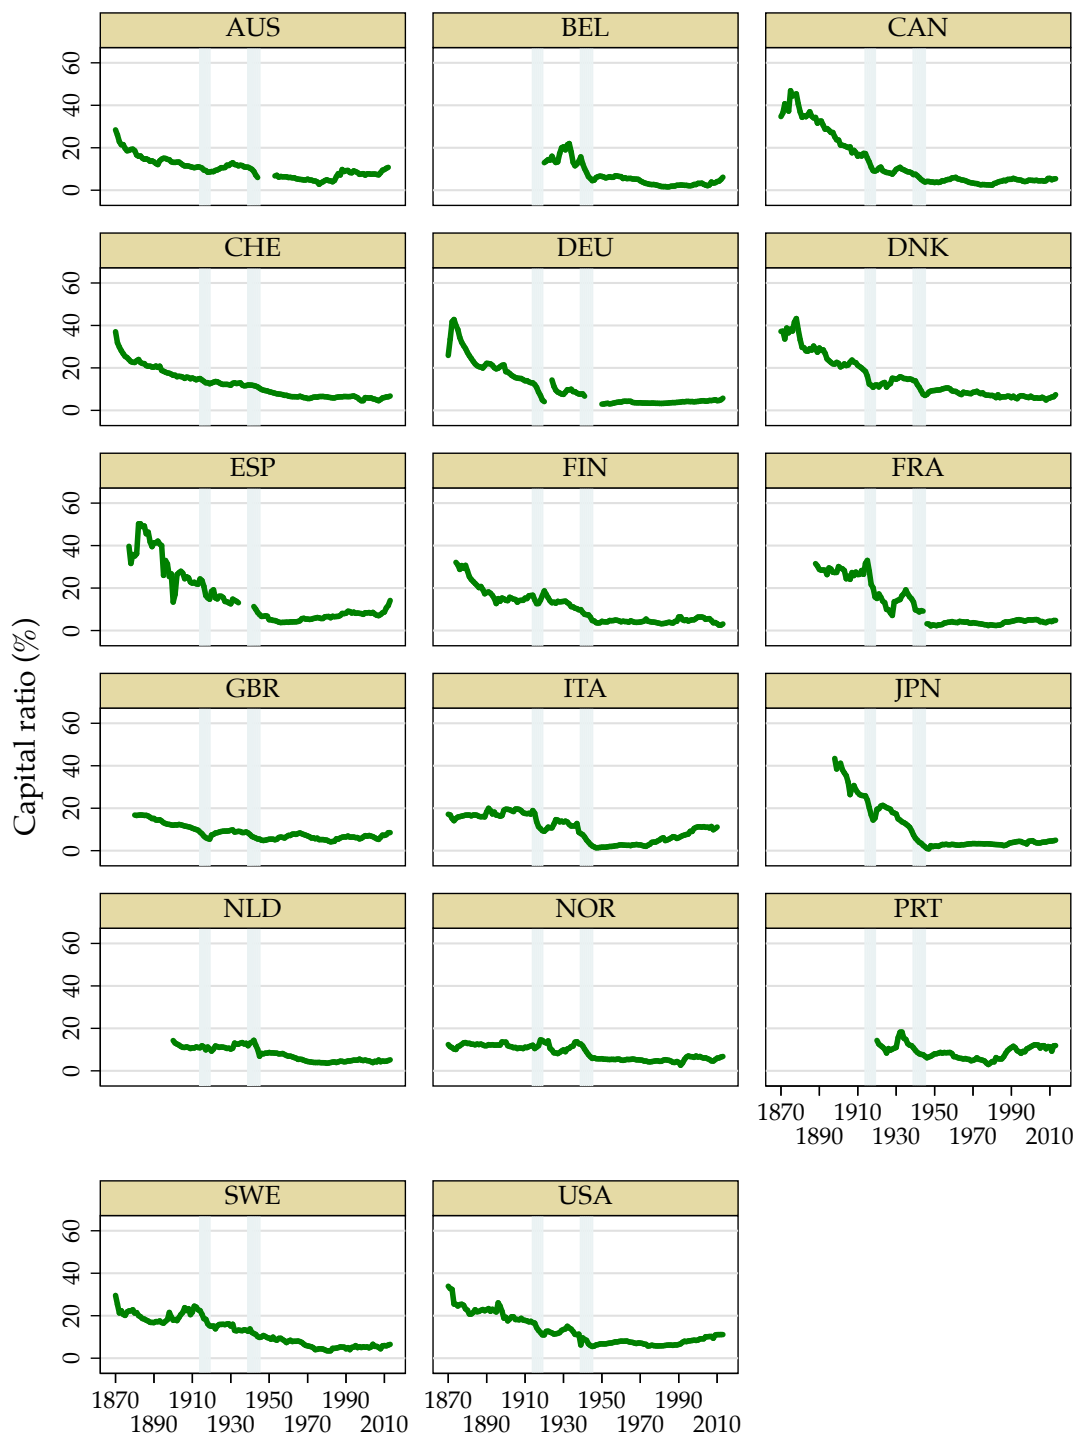 AUS BEL CAN
0 20 40 60
CHE DEU DNK
0 20 40 60
ESP FIN FRA
0 20 40 60
Capital ratio (%)
GBR ITA JPN
0 20 40 60
NLD NOR PRT
0 20 40 60
1870 1910 1950 1990
1890 1930 1970 2010
SWE USA
0 20 40 60
1870 1910 1950 1990 1870 1910 1950 1990
1890 1930 1970 2010 1890 1930 1970 2010